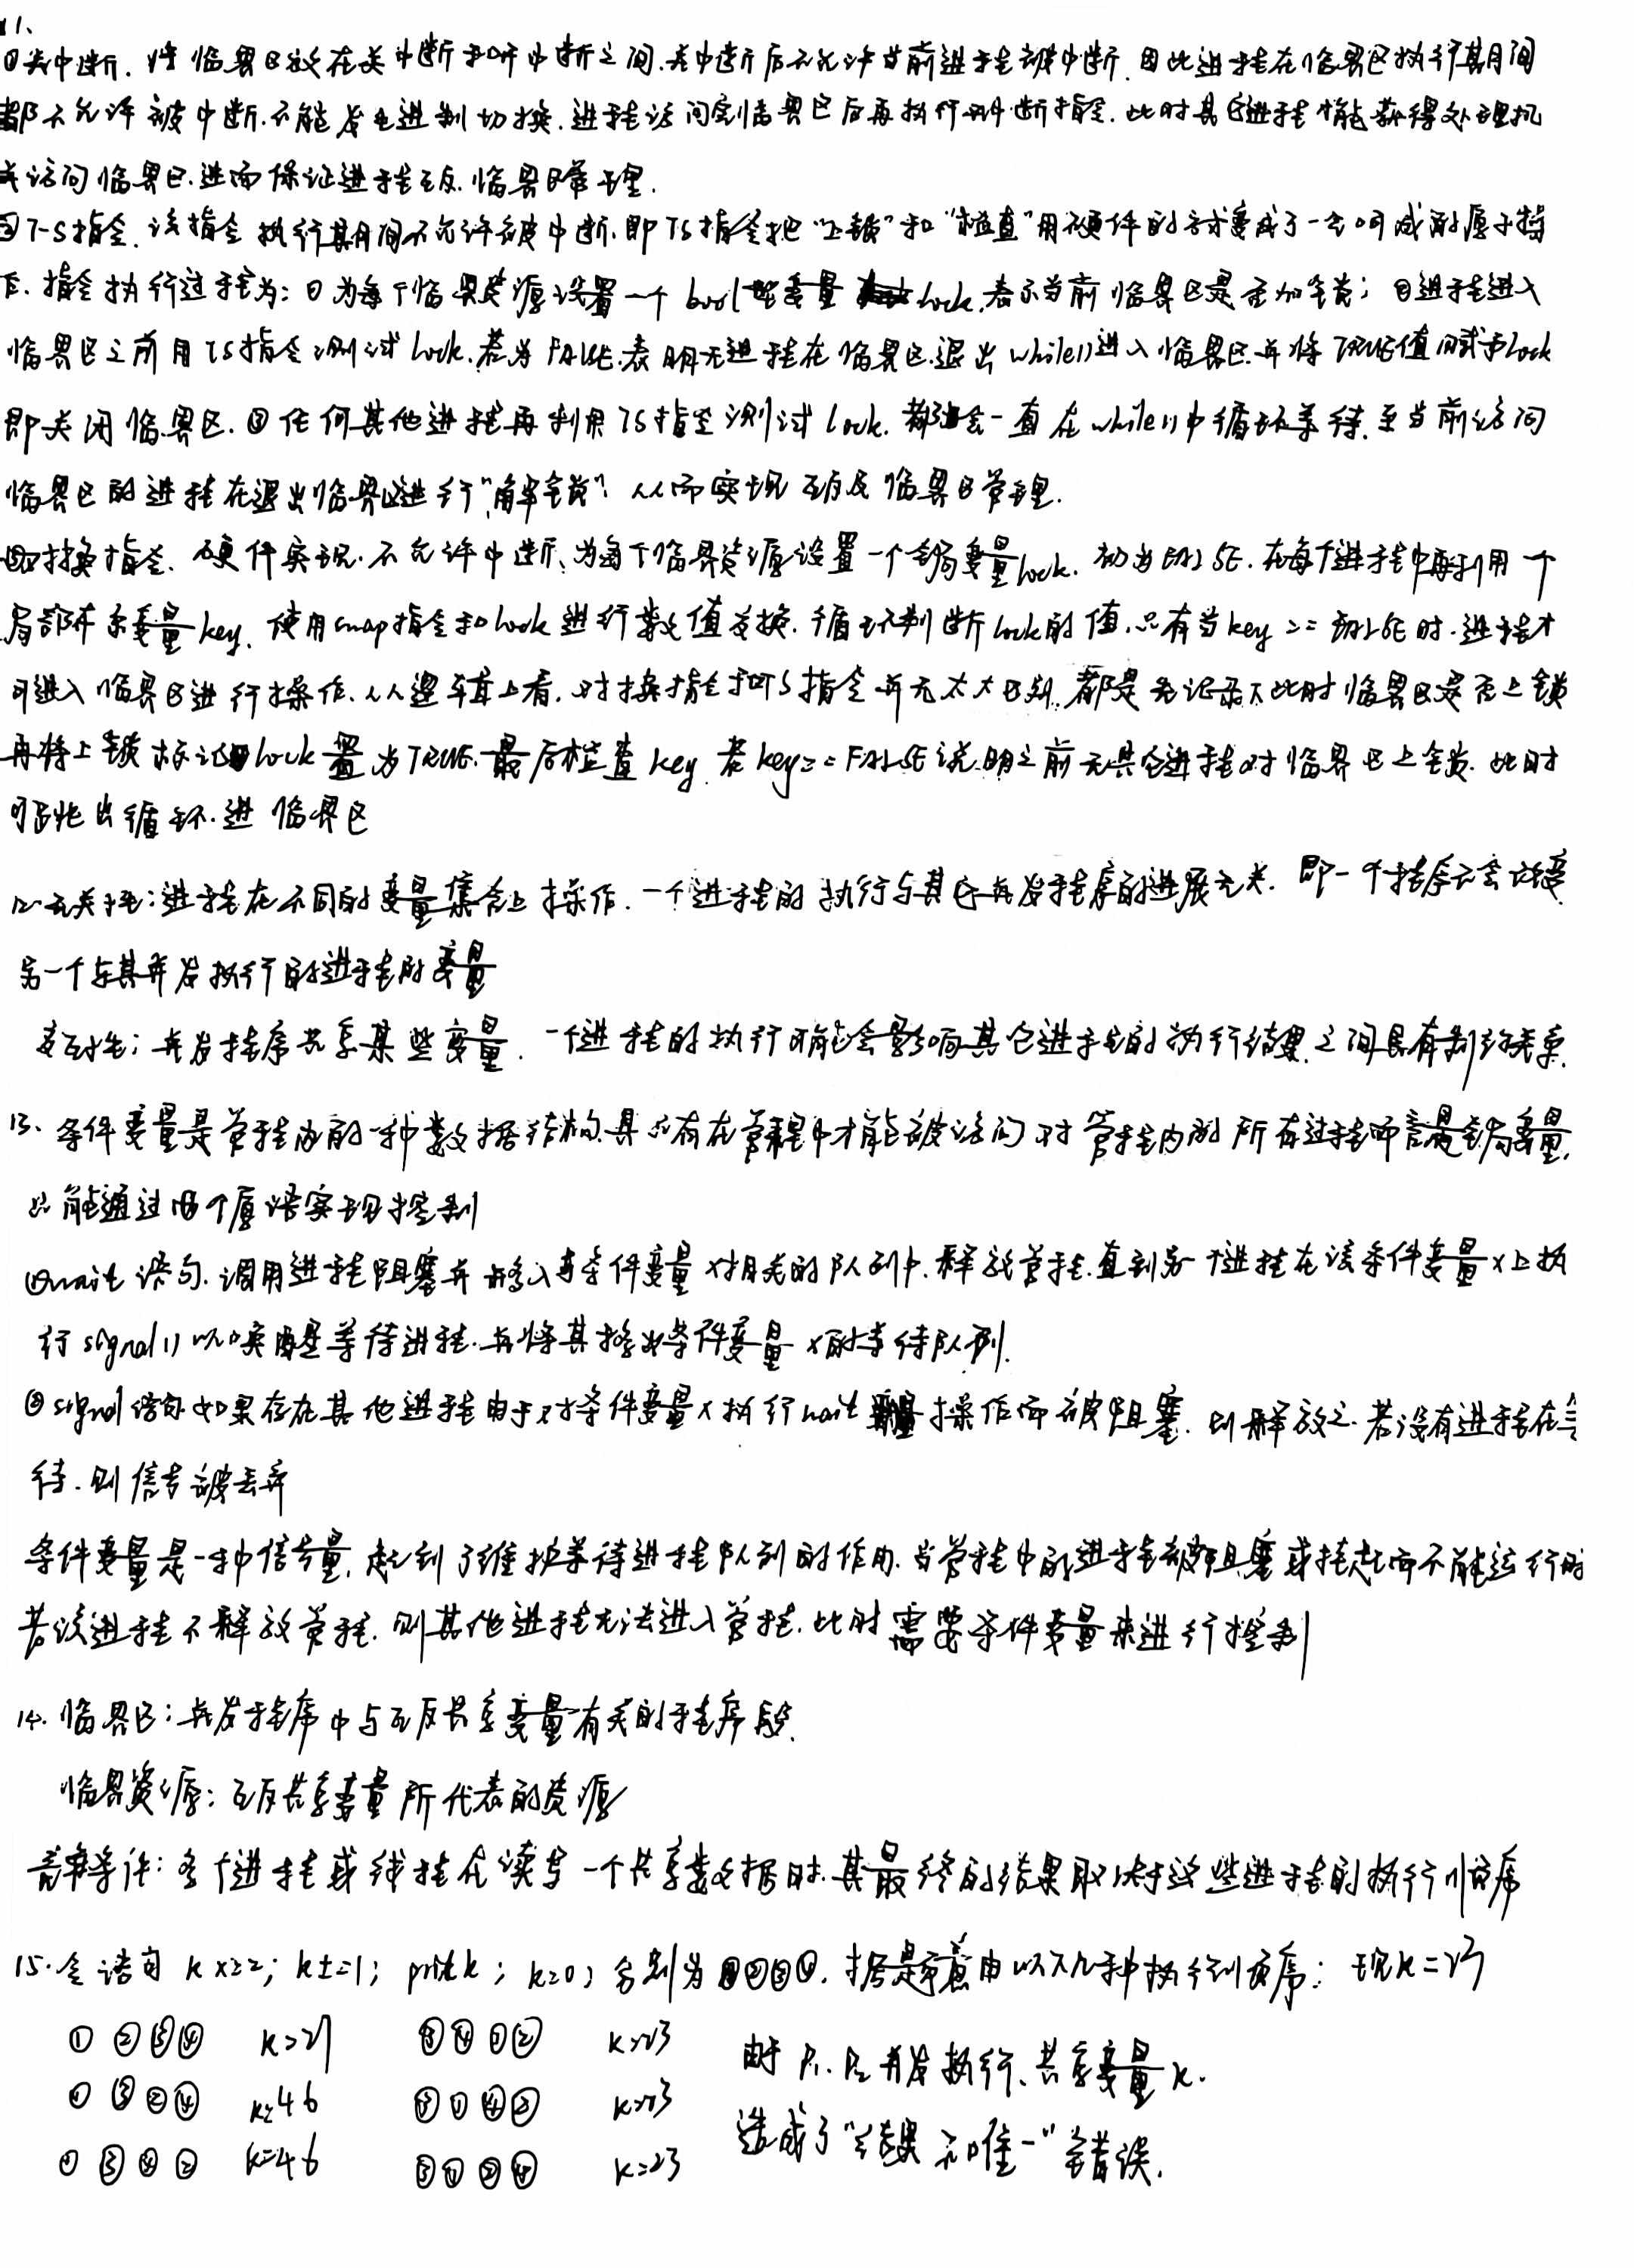 11、
①关中断. 将临界区放在关中断和开中断之间.关中断后不允许当前进程被中断.因此进程在临界区执行期间
都不允许被中断.不能发生进制切换.进程访问完临界区后再执行开中断指令.此时其它进程才能获得处理机
并访问临界区.进而保证进程互斥.临界区管理.
②T-S指令.该指令执行期间不允许被中断.即TS指令把"上锁"和"检查"用硬件的方式变成了一气呵成的原子操
作.指令执行过程为:①为每个临界资源设置一个bool型变量lock.表示当前临界区是否加锁;②进程进入
临界区之前用TS指令测试lock.若为FALSE.表明无进程在临界区.退出while()进入临界区.并将TRUE值赋予lock
即关闭临界区.③任何其他进程再利用TS指令测试lock.都会一直在while()中循环等待.至当前访问
临界区的进程在退出临界区进行"解锁".从而实现互斥及临界区管理.
③对换指令.硬件实现.不允许中断、为每个临界资源设置一个全局变量lock.初为FALSE.在每个进程中再利用一个
局部布尔变量key.使用swap指令和lock进行数值交换.循环判断lock的值.只有当key==FALSE时.进程才
可进入临界区进行操作.从逻辑上看.对换指令和TS指令并无太大区别.都是先记录下此时临界区是否上锁
再将上锁标记lock置为TRUE.最后检查key.若key==FALSE说明之前无其它进程对临界区上锁.此时
可跳出循环.进临界区
12.无关性:进程在不同的变量集合上操作.一个进程的执行与其它并发程序的进展无关.即一个程序不会改变
另一个与其并发执行的进程的变量
交互性;并发程序共享某些变量.一个进程的执行可能会影响其它进程的执行结果.之间具有制约关系.
13、条件变量是管程内的一种数据结构.其只有在管程中才能被访问.对管程内的所有过程而言是全局变量.
只能通过两个原语实现控制
①wait语句.调用进程阻塞并移入与条件变量x相关的队列中.释放管程.直到另一个进程在该条件变量x上执
行signal()以唤醒等待进程.并将其移出条件变量x的等待队列.
②signal语句.如果存在其他进程由于对条件变量x执行wait操作而被阻塞.则释放之.若没有进程在等
待.则信号被丢弃
条件变量是一种信号量.起到了维护等待进程队列的作用.当管程中的进程被阻塞或挂起而不能运行时
若该进程不释放管程.则其他进程无法进入管程.此时需要条件变量来进行控制
14.临界区:并发程序中与互斥共享变量有关的程序段.
临界资源:互斥共享变量所代表的资源
竞争条件:多个进程或线程在读写一个共享数据时.其最终的结果取决于这些进程的执行顺序
15.令语句 k×=2; k+=1; print k; k=0; 分别为①②③④.据题意由以下几种执行顺序: 现k=23
①②③④ k=47 ③④①② k=23
①③②④ k=46 ③①④② k=23
①③④② k=46 ③①②④ k=23
由于P₁、P₂并发执行、共享变量k.
造成了"结果不唯一"错误.